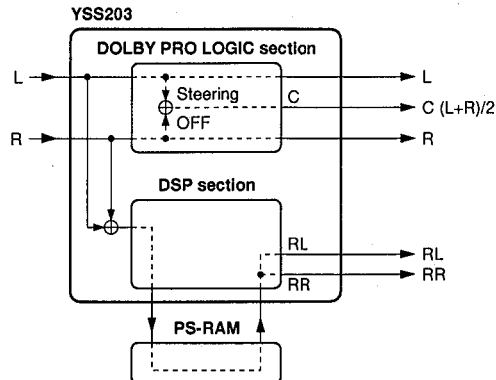 YSS203
DOLBY PRO LOGIC section
L
L
Steering
C
C (L+R)/2
OFF
R
R
DSP section
RL
RL
RR
RR
PS-RAM